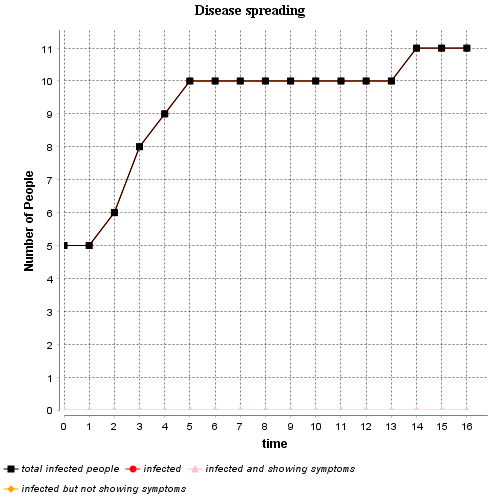 Disease spreading
Number of People
11
10
9
8
7
6
5
4
3
2
1
0
0 1 2 3 4 5 6 7 8 9 10 11 12 13 14 15 16
time
total infected people infected infected and showing symptoms
infected but not showing symptoms